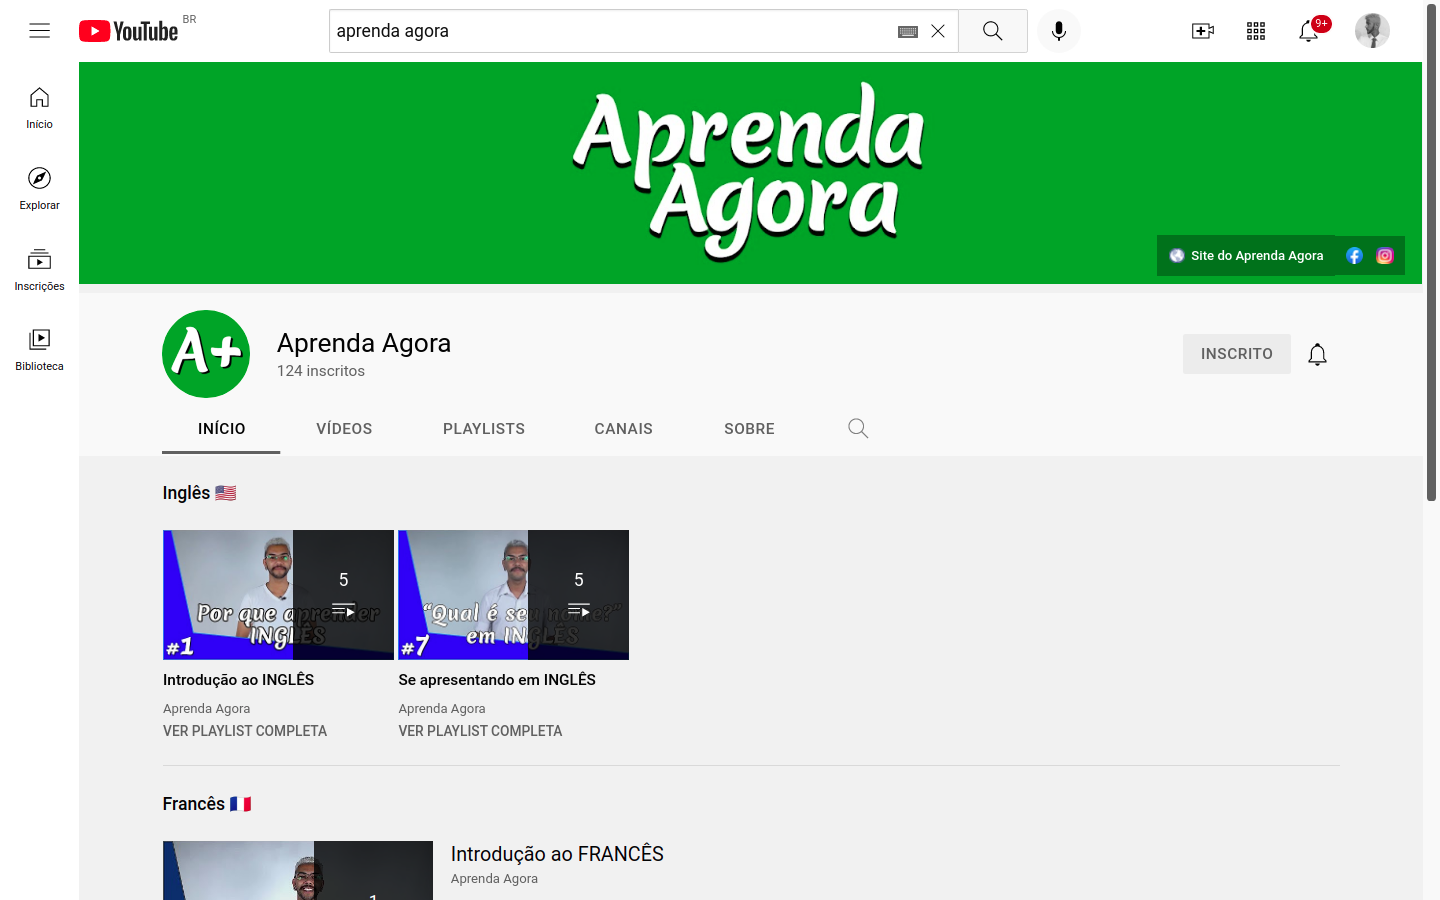 YouTube BR
aprenda agora
9+
Início
Explorar
Inscrições
Biblioteca
Aprenda
Agora
Site do Aprenda Agora
A+
Aprenda Agora
124 inscritos
INSCRITO
INÍCIO VÍDEOS PLAYLISTS CANAIS SOBRE
Inglês
5
Por que aprender
INGLÊS
#1
5
"Qual é seu nome?"
em INGLÊS
#7
Introdução ao INGLÊS
Aprenda Agora
VER PLAYLIST COMPLETA
Se apresentando em INGLÊS
Aprenda Agora
VER PLAYLIST COMPLETA
Francês
1
Introdução ao FRANCÊS
Aprenda Agora